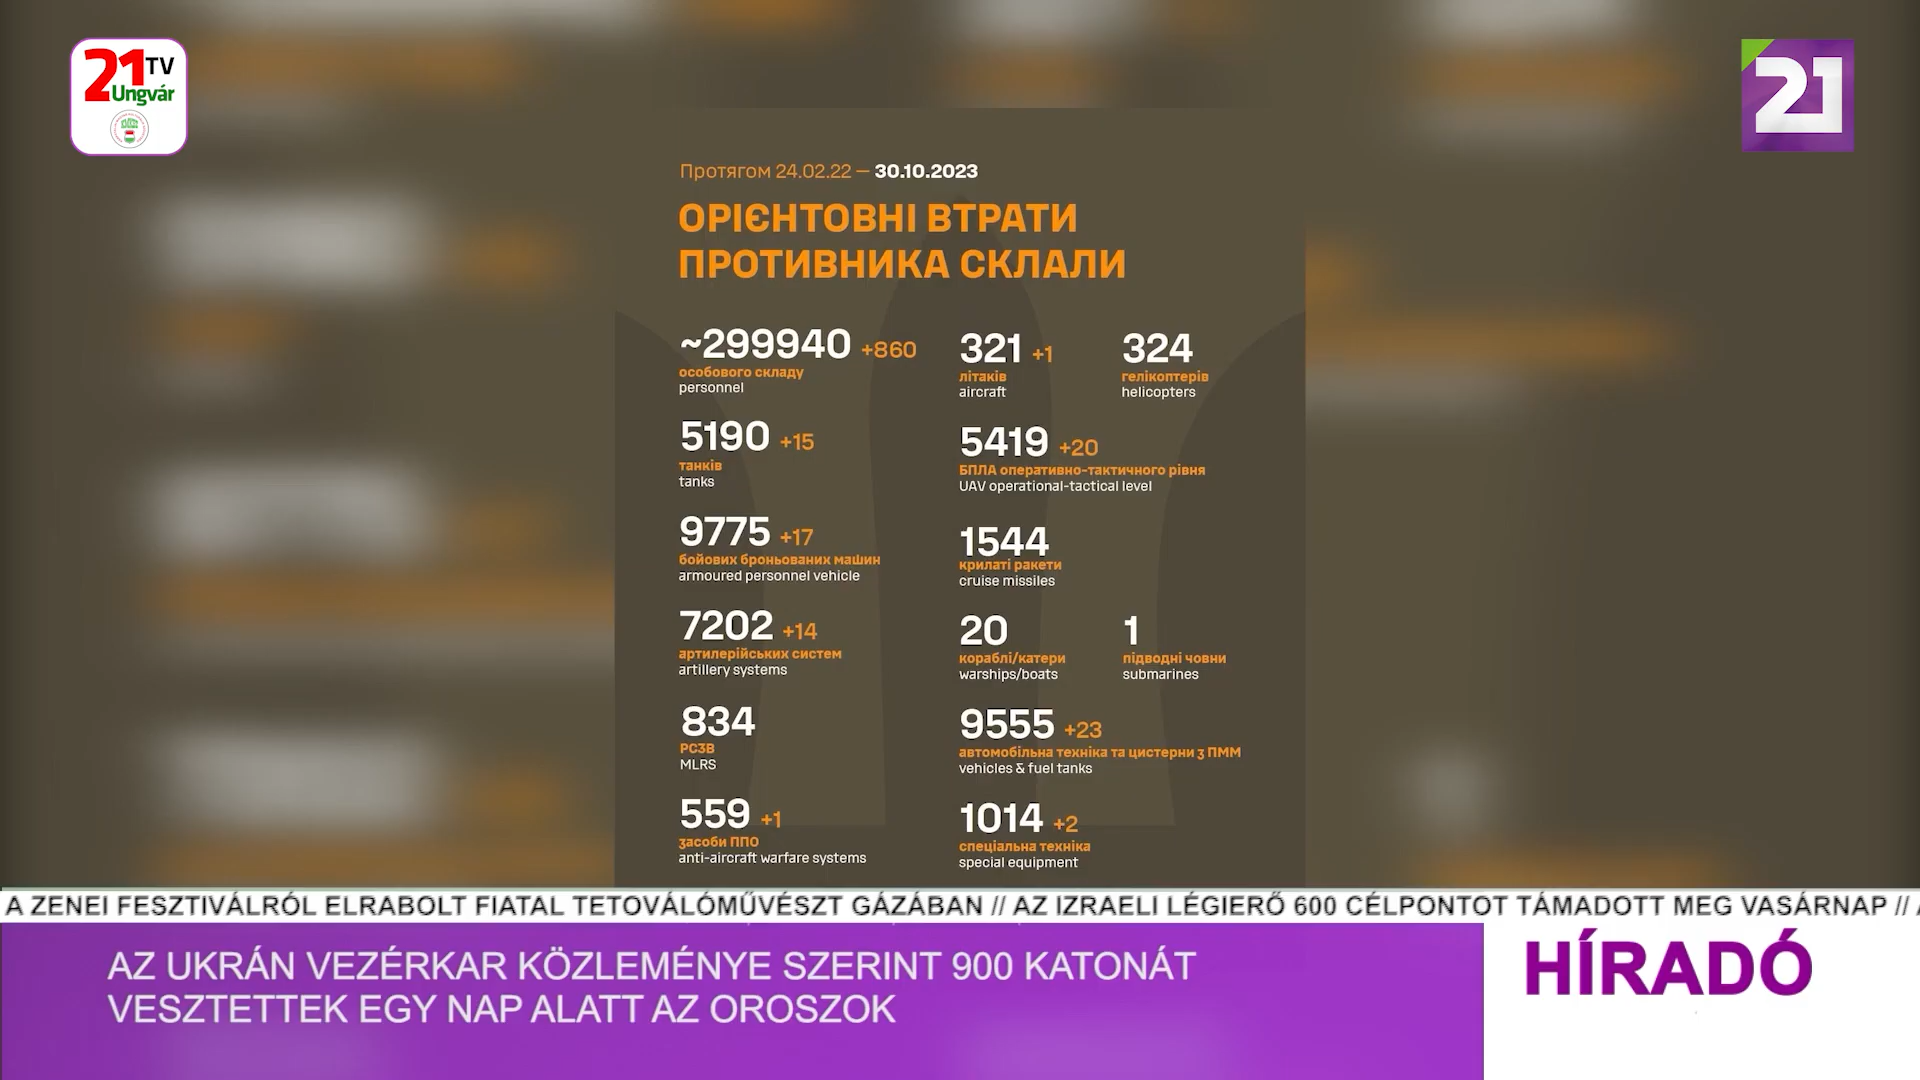 21 TV
Ungvár
21
Протягом 24.02.22 — 30.10.2023
ОРІЄНТОВНІ ВТРАТИ
ПРОТИВНИКА СКЛАЛИ
~299940 +860
особового складу
personnel
321 +1
літаків
aircraft
324
гелікоптерів
helicopters
5190 +15
танків
tanks
5419 +20
БПЛА оперативно-тактичного рівня
UAV operational-tactical level
9775 +17
бойових броньованих машин
armoured personnel vehicle
1544
крилаті ракети
cruise missiles
7202 +14
артилерійських систем
artillery systems
20
кораблі/катери
warships/boats
1
підводні човни
submarines
834
РСЗВ
MLRS
9555 +23
автомобільна техніка та цистерни з ПММ
vehicles & fuel tanks
559 +1
засоби ППО
anti-aircraft warfare systems
1014 +2
спеціальна техніка
special equipment
A ZENEI FESZTIVÁLRÓL ELRABOLT FIATAL TETOVÁLÓMŰVÉSZT GÁZÁBAN // AZ IZRAELI LÉGIERŐ 600 CÉLPONTOT TÁMADOTT MEG VASÁRNAP //
AZ UKRÁN VEZÉRKAR KÖZLEMÉNYE SZERINT 900 KATONÁT
VESZTETTEK EGY NAP ALATT AZ OROSZOK
HÍRADÓ